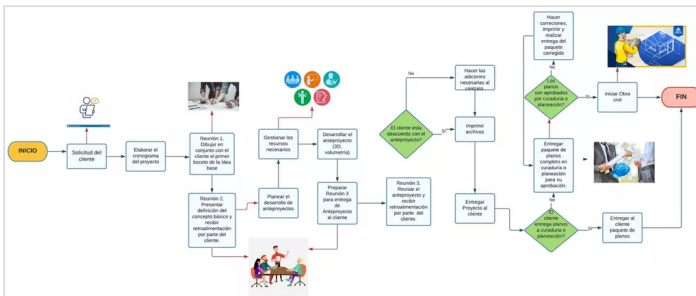 INICIO
Solicitud del
cliente
Elaborar el
cronograma
del proyecto
Reunión 1.
Dibujar en
conjunto con el
cliente al primer
boceto de la idea
base
Reunión 2.
Presentar
definición del
concepto básico y
recibir
retroalimentación
por parte del
cliente.
Gestionar los
recursos
necesarios
Planear el
desarrollo de
anteproyectos
Desarrollar el
anteproyecto
(3D,
volumetría)
Preparar
Reunión 3
para entrega
de
Anteproyecto
al cliente
Reunión 3.
Revisar el
anteproyecto y
recibir
retroalimentación
por parte del
cliente.
El cliente esta
deacuerdo con el
anteproyecto?
No
Hacer las
adiciones
necesarias al
contrato
Imprimir
archivos
Entregar
Proyecto al
cliente
El
cliente
entrega planos
a curaduría o
planeación?
No
Entregar
paquete de
planos
completo en
curaduría o
planeación
para su
aprobación.
Los
planos
son aprobados
por curaduría o
planeación?
No
Hacer
correciones,
imprimir y
realizar
entrega del
paquete
corregido
Iniciar Obra
civil
Entregar al
cliente
paquete de
planos.
FIN